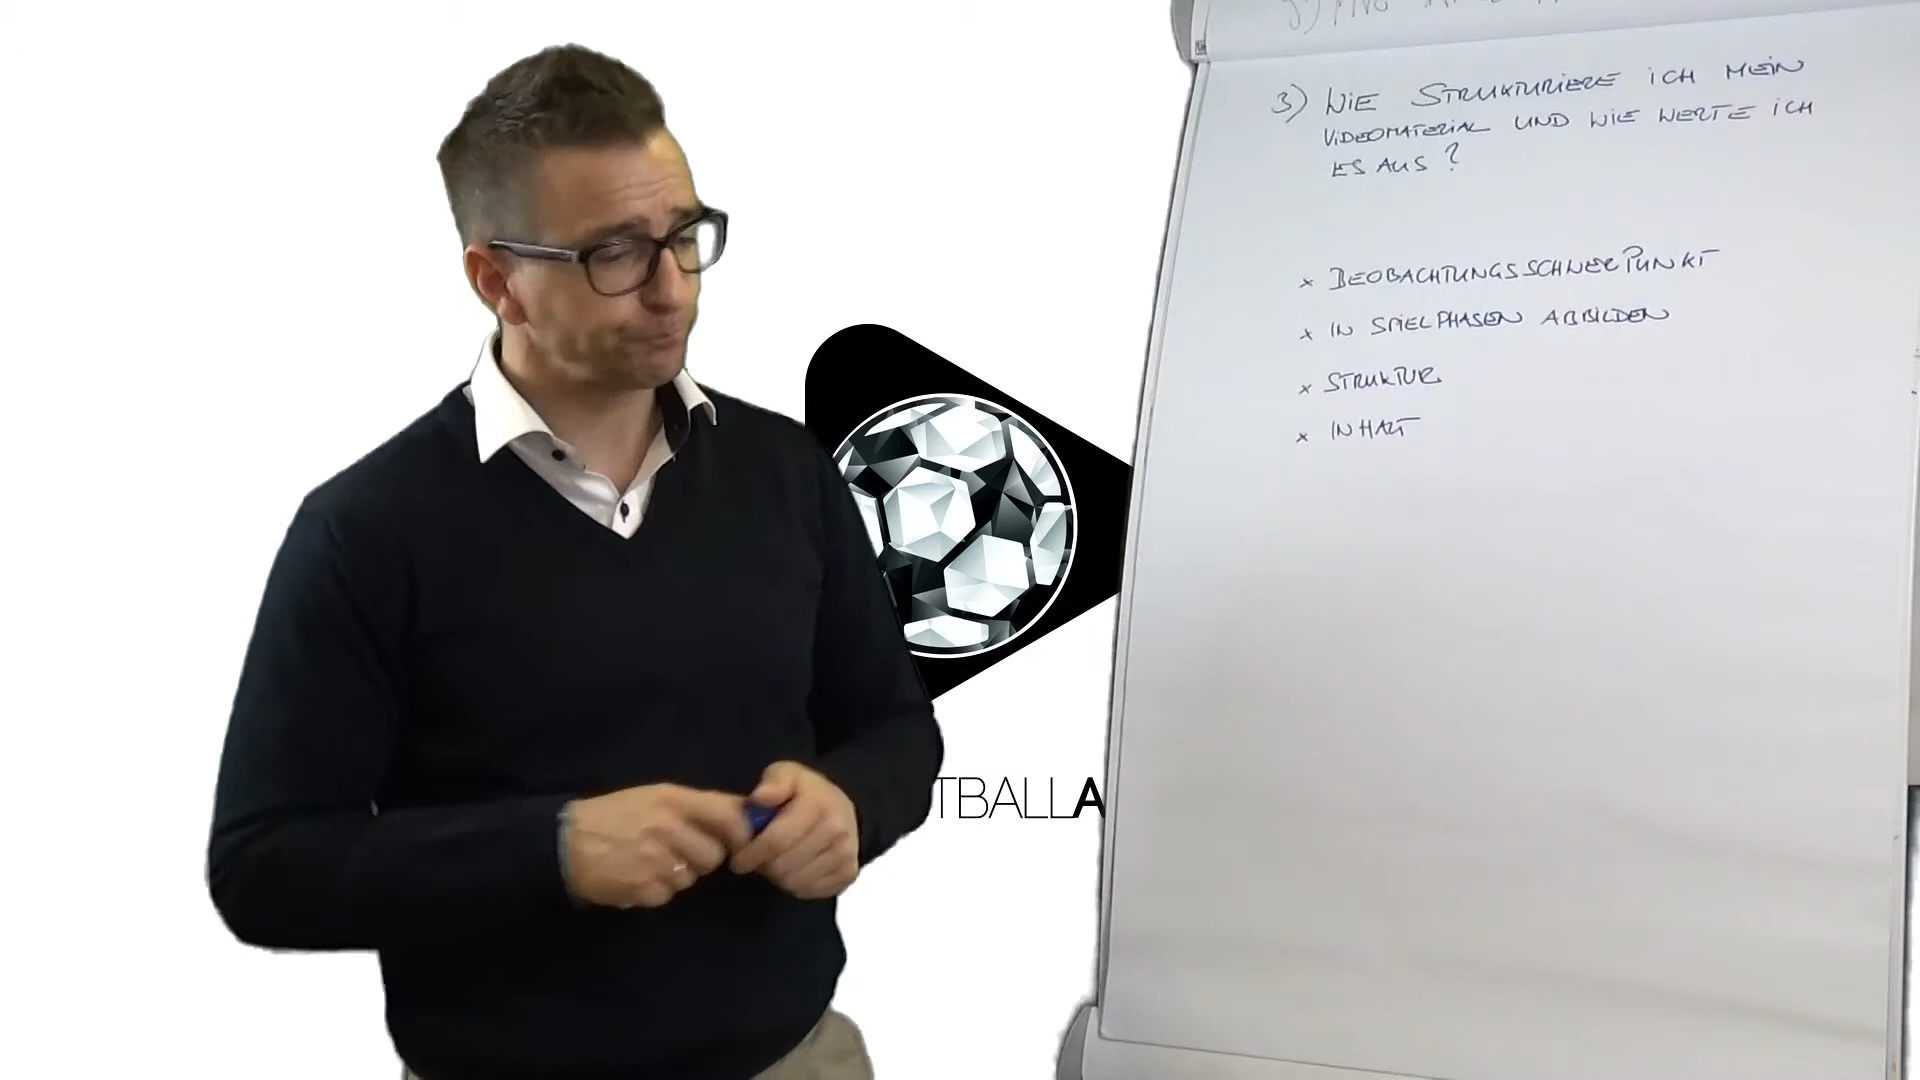 3) WIE STRUKTURIERE ICH MEIN
VIDEOMATERIAL UND WIE WERTE ICH
ES AUS?
x BEOBACHTUNGSSCHWERPUNKT
x IN SPIELPHASEN ABBILDEN
x STRUKTUR
x INHALT
TBALLA